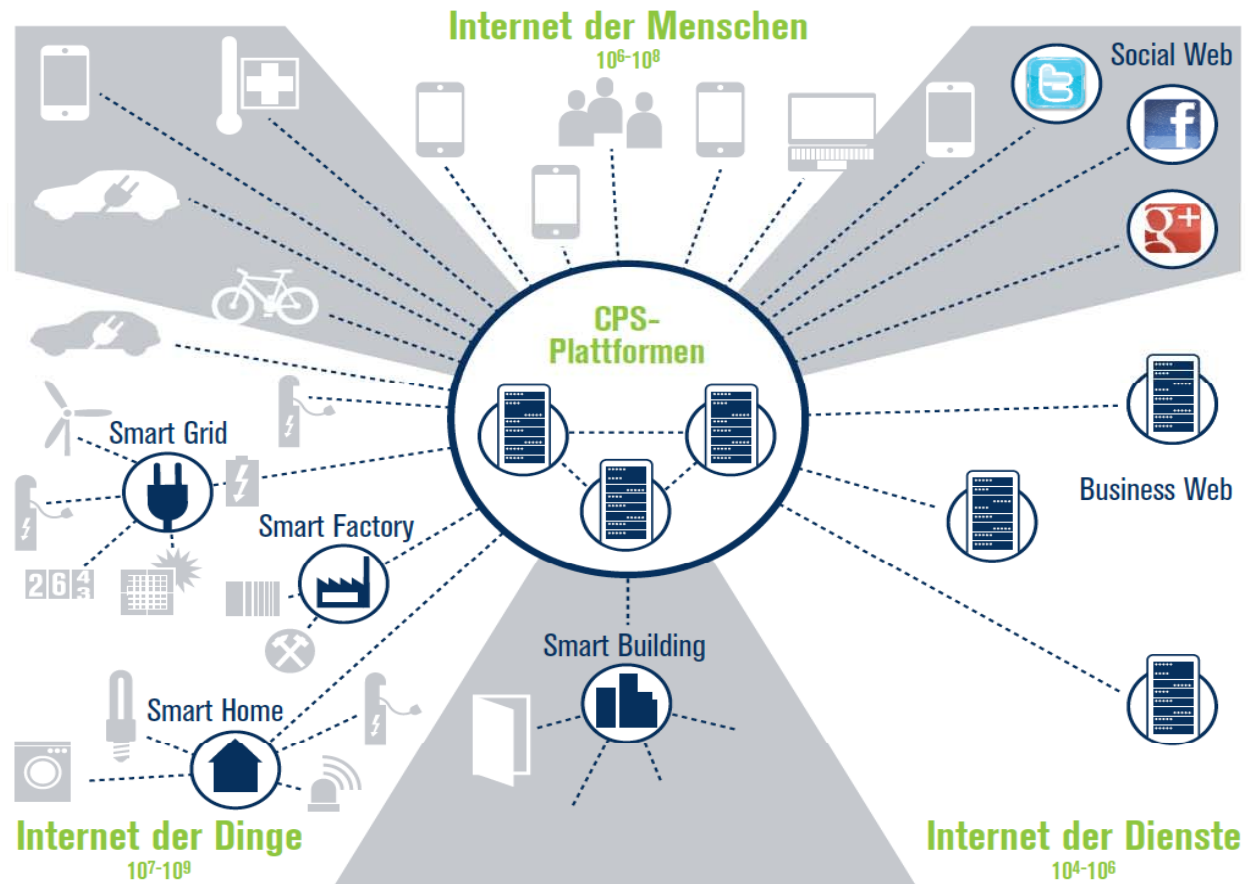 Internet der Menschen
10⁶-10⁸
Social Web
t
f
g+
CPS-
Plattformen
Smart Grid
Business Web
Smart Factory
2 6 4
3
Smart Building
Smart Home
Internet der Dinge
10⁷-10⁹
Internet der Dienste
10⁴-10⁶